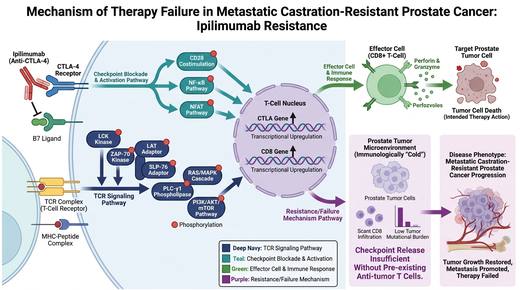 Mechanism of Therapy Failure in Metastatic Castration-Resistant Prostate Cancer:
Ipilimumab Resistance
Ipilimumab
(Anti-CTLA-4)
CTLA-4
Receptor
Checkpoint Blockade
& Activation Pathway
B7 Ligand
CD28
Costimulation
NF-κB
Pathway
NFAT
Pathway
LCK
Kinase
ZAP-70
Kinase
LAT
Adaptor
SLP-76
Adaptor
PLC-γ1
Phospholipase
RAS/MAPK
Cascade
PI3K/AKT/
mTOR
Pathway
TCR Signaling
Pathway
TCR Complex
(T-cell Receptor)
MHC-Peptide
Complex
Phosphorylation
T-Cell Nucleus
CTLA Gene
Transcriptional Upregulation
CD8 Gene
Transcriptional Upregulation
Effector Cell
& Immune
Response
Resistance/Failure
Mechanism Pathway
Deep Navy: TCR Signaling Pathway
Teal: Checkpoint Blockade & Activation
Green: Effector Cell & Immune Response
Purple: Resistance/Failure Mechanism
Effector Cell
(CD8+ T-Cell)
Perforin &
Granzyme
Perfozvoles
Target Prostate
Tumor Cell
Tumor Cell Death
(Intended Therapy Action)
Prostate Tumor
Microenvironment
(Immunologically "Cold")
Prostate Tumor Cells
Scant CD8
Infiltration
Low Tumor
Mutational Burden
Checkpoint Release
Insufficient
Without Pre-existing
Anti-tumor T Cells.
Disease Phenotype:
Metastatic Castration-
Resistant Prostate
Cancer Progression
Tumor Growth Restored,
Metastasis Promoted,
Therapy Failed